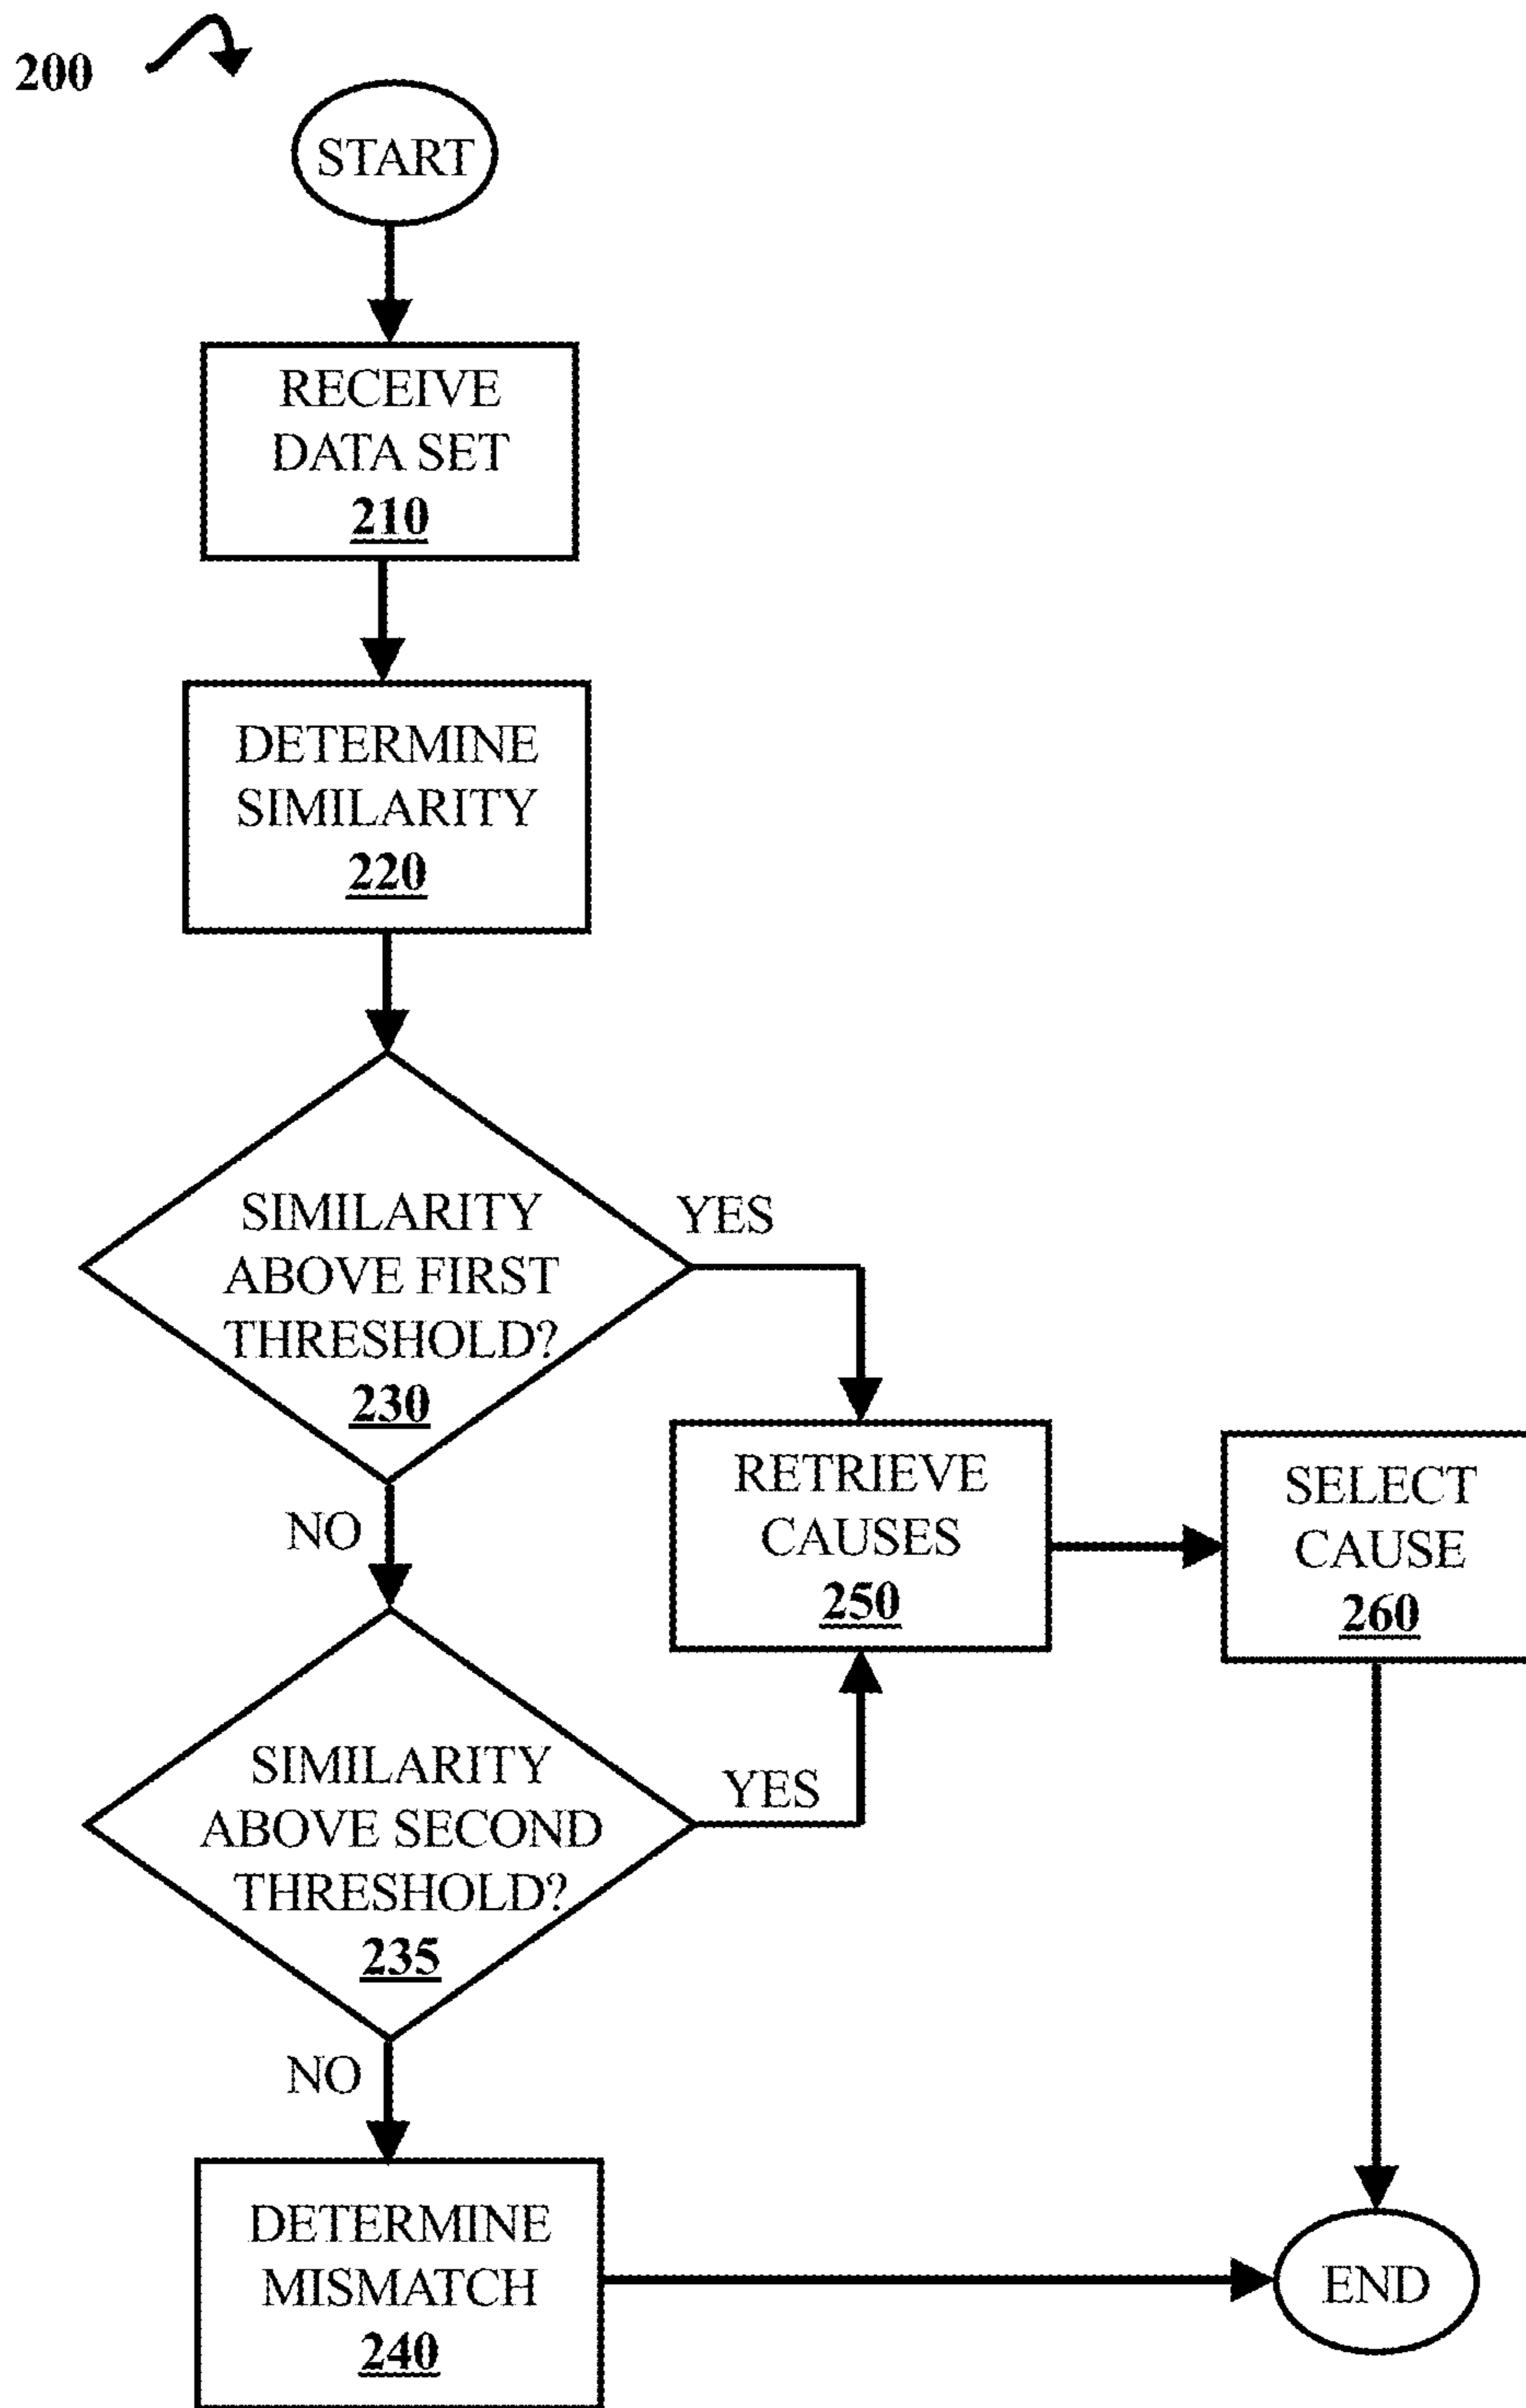 200
START
RECEIVE
DATA SET
210
DETERMINE
SIMILARITY
220
SIMILARITY
ABOVE FIRST
THRESHOLD?
230
YES
NO
RETRIEVE
CAUSES
250
SELECT
CAUSE
260
SIMILARITY
ABOVE SECOND
THRESHOLD?
235
YES
NO
DETERMINE
MISMATCH
240
END